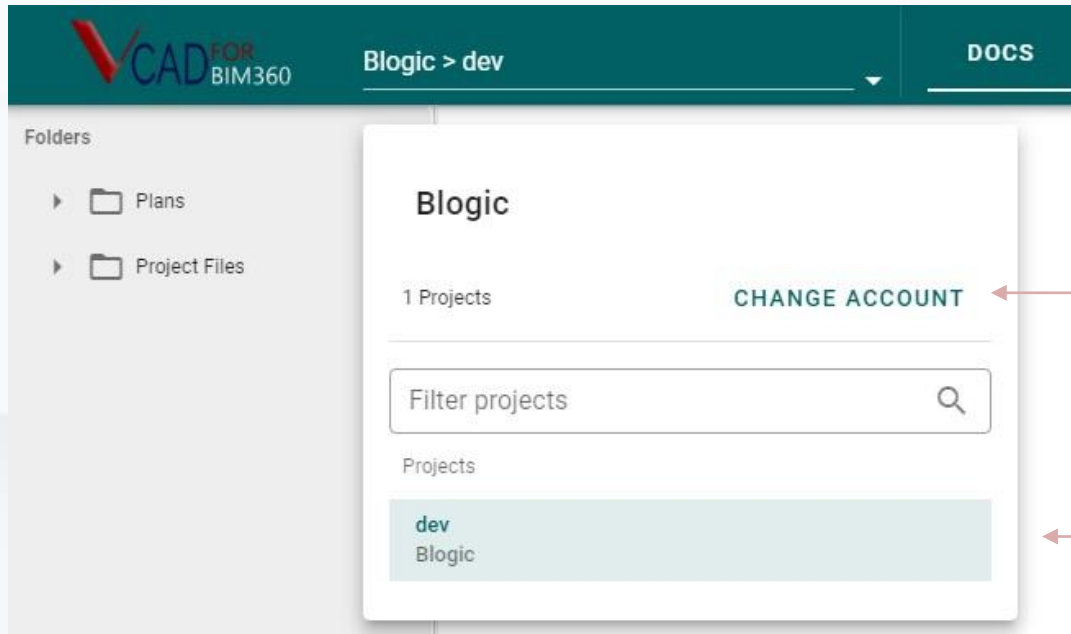 VCAD FOR BIM360
Blogic > dev
DOCS
Folders
Plans
Project Files
Blogic
1 Projects
CHANGE ACCOUNT
Filter projects
Projects
dev
Blogic